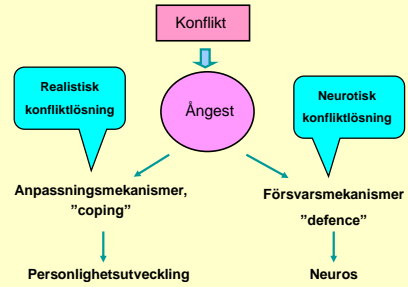 Konflikt
Realistisk
konfliktlösning
Ångest
Neurotisk
konfliktlösning
Anpassningsmekanismer,
”coping”
Försvarsmekanismer
”defence”
Personlighetsutveckling
Neuros